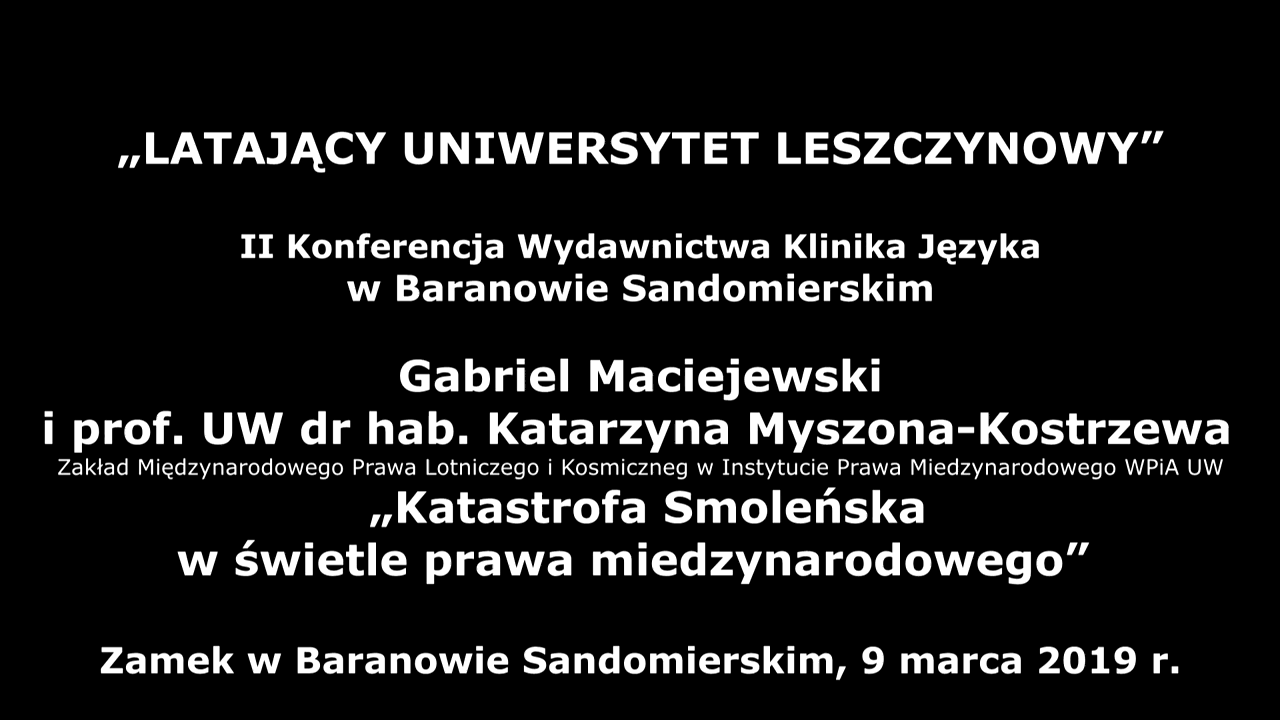 „LATAJĄCY UNIWERSYTET LESZCZYNOWY”
II Konferencja Wydawnictwa Klinika Języka
w Baranowie Sandomierskim
Gabriel Maciejewski
i prof. UW dr hab. Katarzyna Myszona-Kostrzewa
Zakład Międzynarodowego Prawa Lotniczego i Kosmiczneg w Instytucie Prawa Miedzynarodowego WPiA UW
„Katastrofa Smoleńska
w świetle prawa miedzynarodowego”
Zamek w Baranowie Sandomierskim, 9 marca 2019 r.